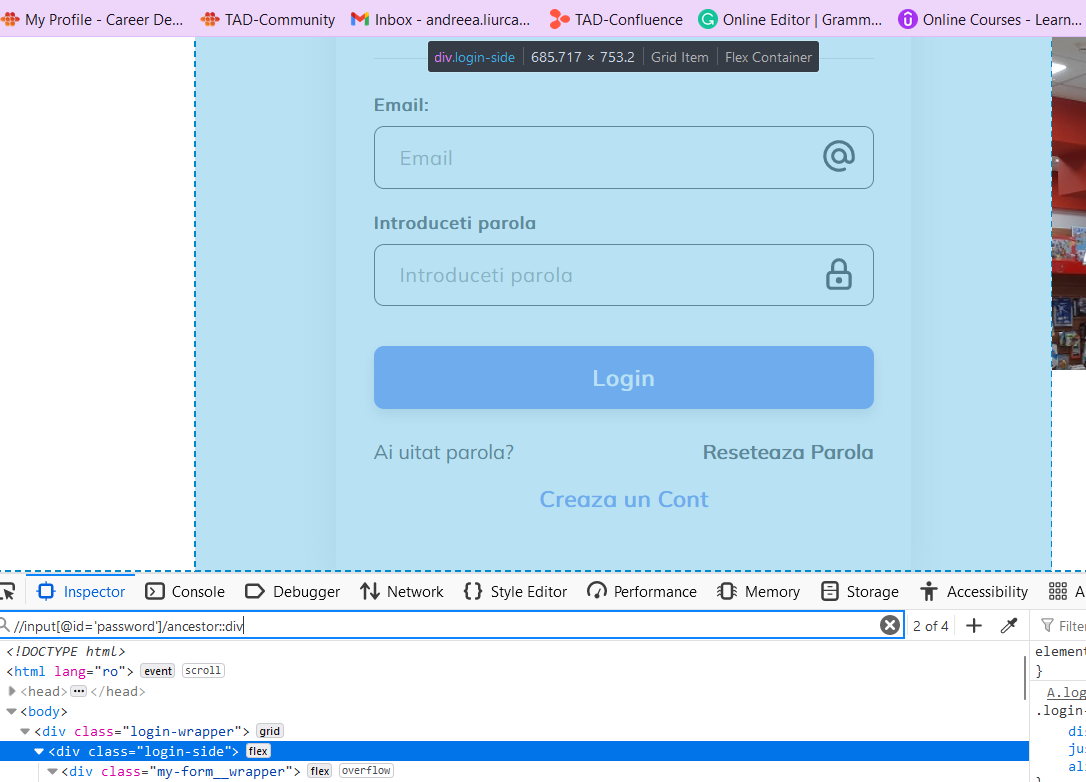 My Profile - Career De... TAD-Community Inbox - andreea.liurca... TAD-Confluence Online Editor | Gramm... Online Courses - Learn...
div.login-side 685.717 × 753.2 Grid Item Flex Container
Email:
Email
Introduceti parola
Introduceti parola
Login
Ai uitat parola? Reseteaza Parola
Creaza un Cont
Inspector Console Debugger Network Style Editor Performance Memory Storage Accessibility A
//input[@id='password']/ancestor::div 2 of 4 Filter
<!DOCTYPE html> element
<html lang="ro"> event scroll }
<head> ••• </head> A.log
<body> .login-
<div class="login-wrapper"> grid di
<div class="login-side"> flex ju
<div class="my-form__wrapper"> flex overflow al
}